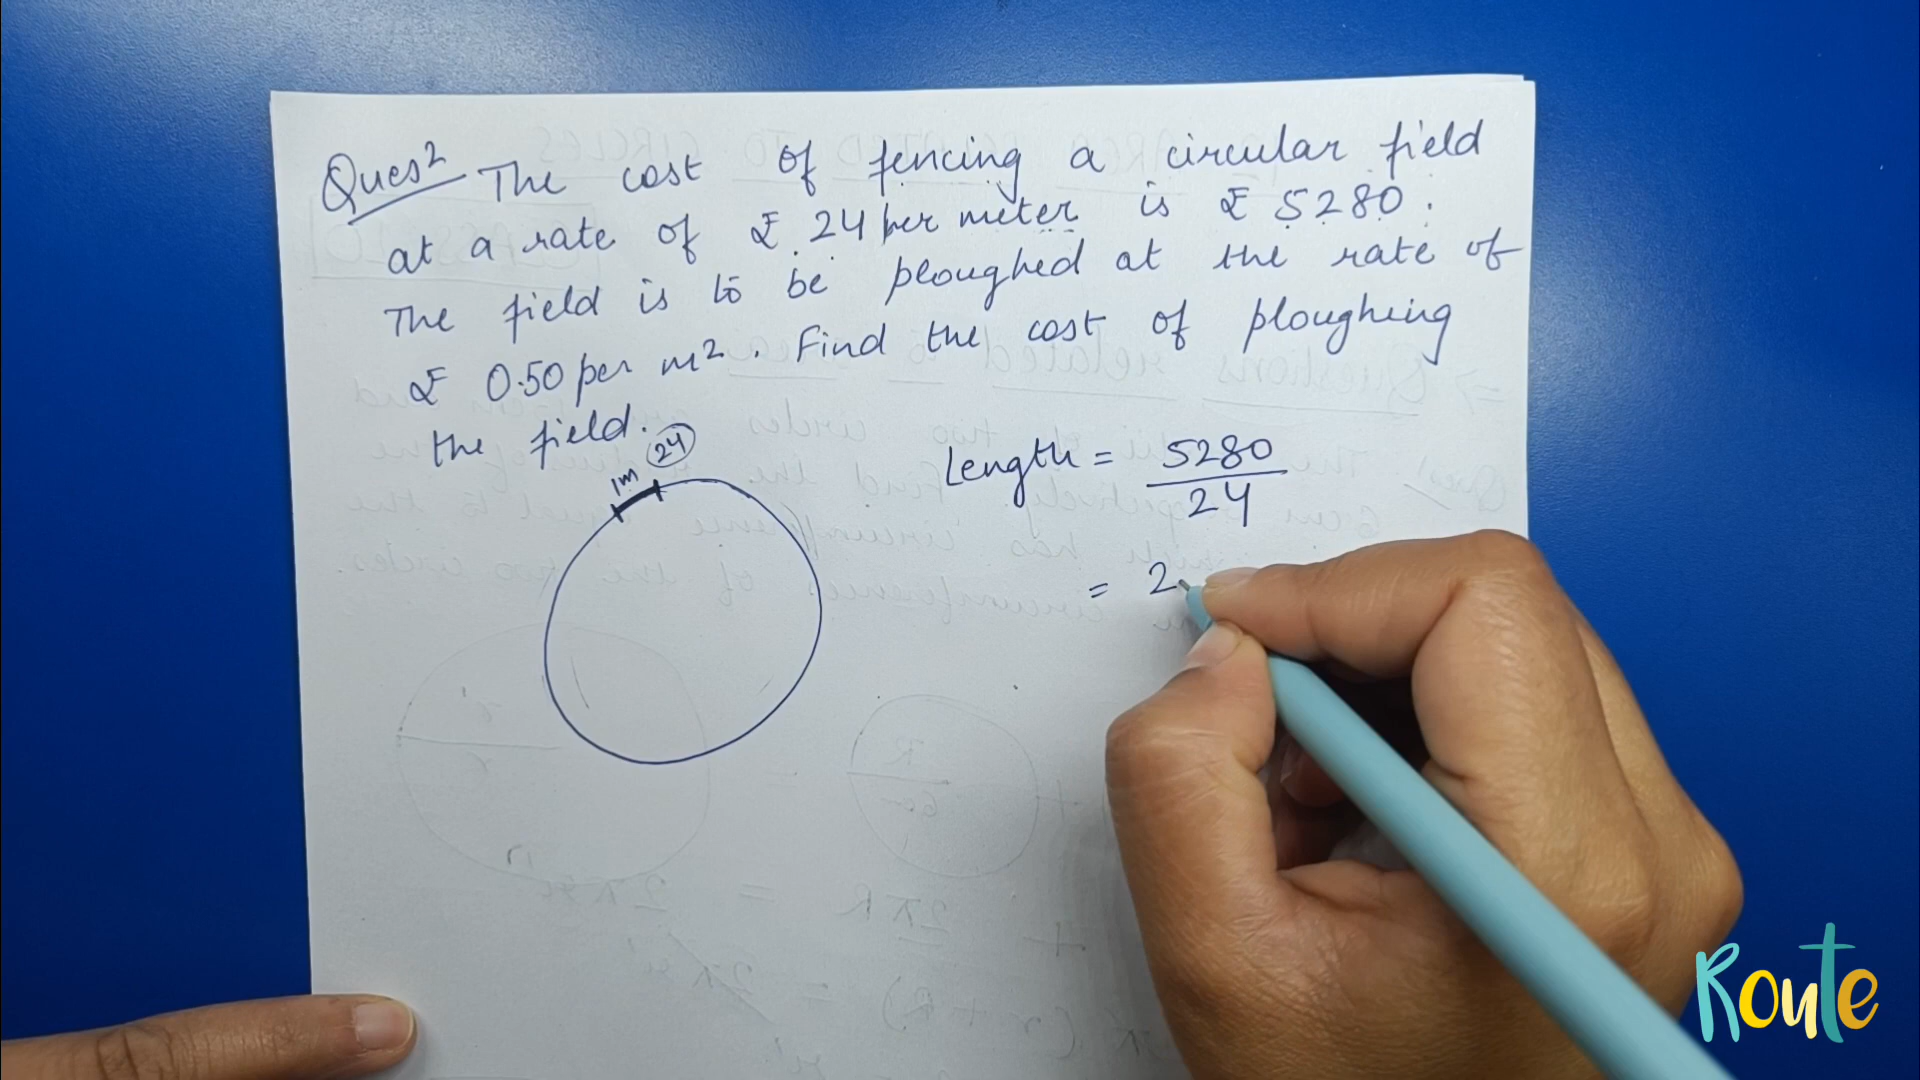 Ques 2 The cost of fencing a circular field
at a rate of ₹ 24 per meter is ₹ 5280.
The field is to be ploughed at the rate of
₹ 0.50 per m². Find the cost of ploughing
the field.
1m 24
Length = 5280/24
= 2
Route